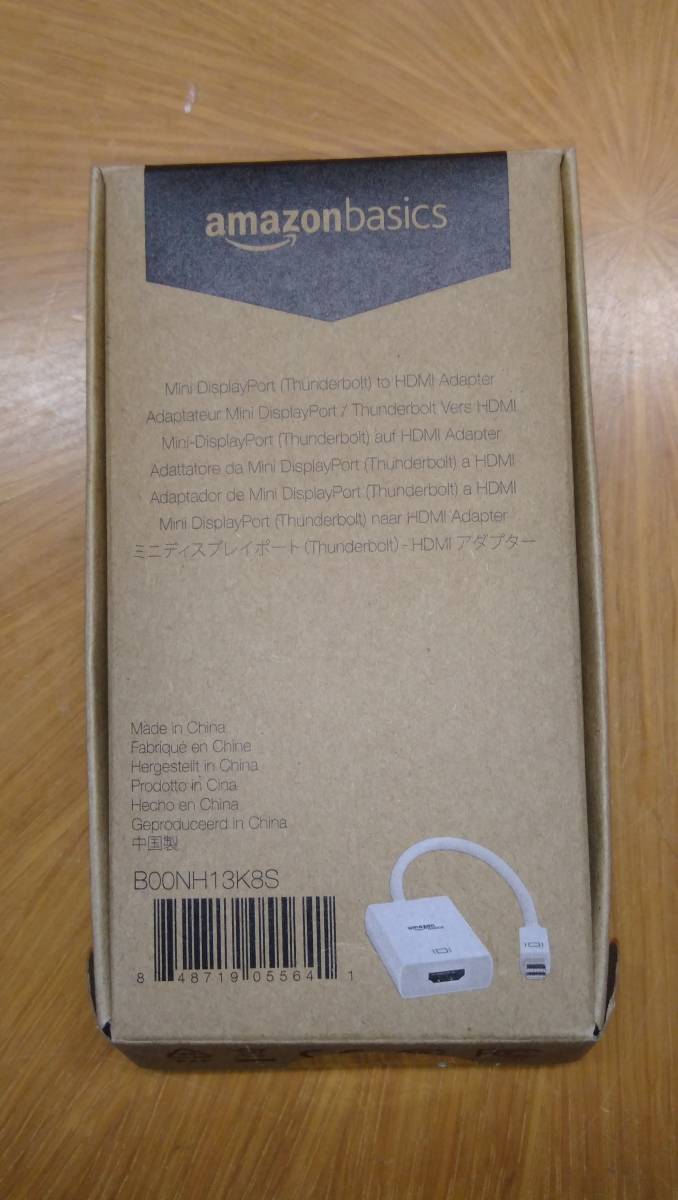 amazonbasics
Mini DisplayPort (Thunderbolt) to HDMI Adapter
Adaptateur Mini DisplayPort / Thunderbolt Vers HDMI
Mini-DisplayPort (Thunderbolt) auf HDMI Adapter
Adattatore da Mini DisplayPort (Thunderbolt) a HDMI
Adaptador de Mini DisplayPort (Thunderbolt) a HDMI
Mini DisplayPort (Thunderbolt) naar HDMI Adapter
ミニディスプレイポート (Thunderbolt) - HDMI アダプター
Made in China
Fabriqué en Chine
Hergestellt in China
Prodotto in Cina
Hecho en China
Geproduceerd in China
中国製
B00NH13K8S
8 48719 05564 1